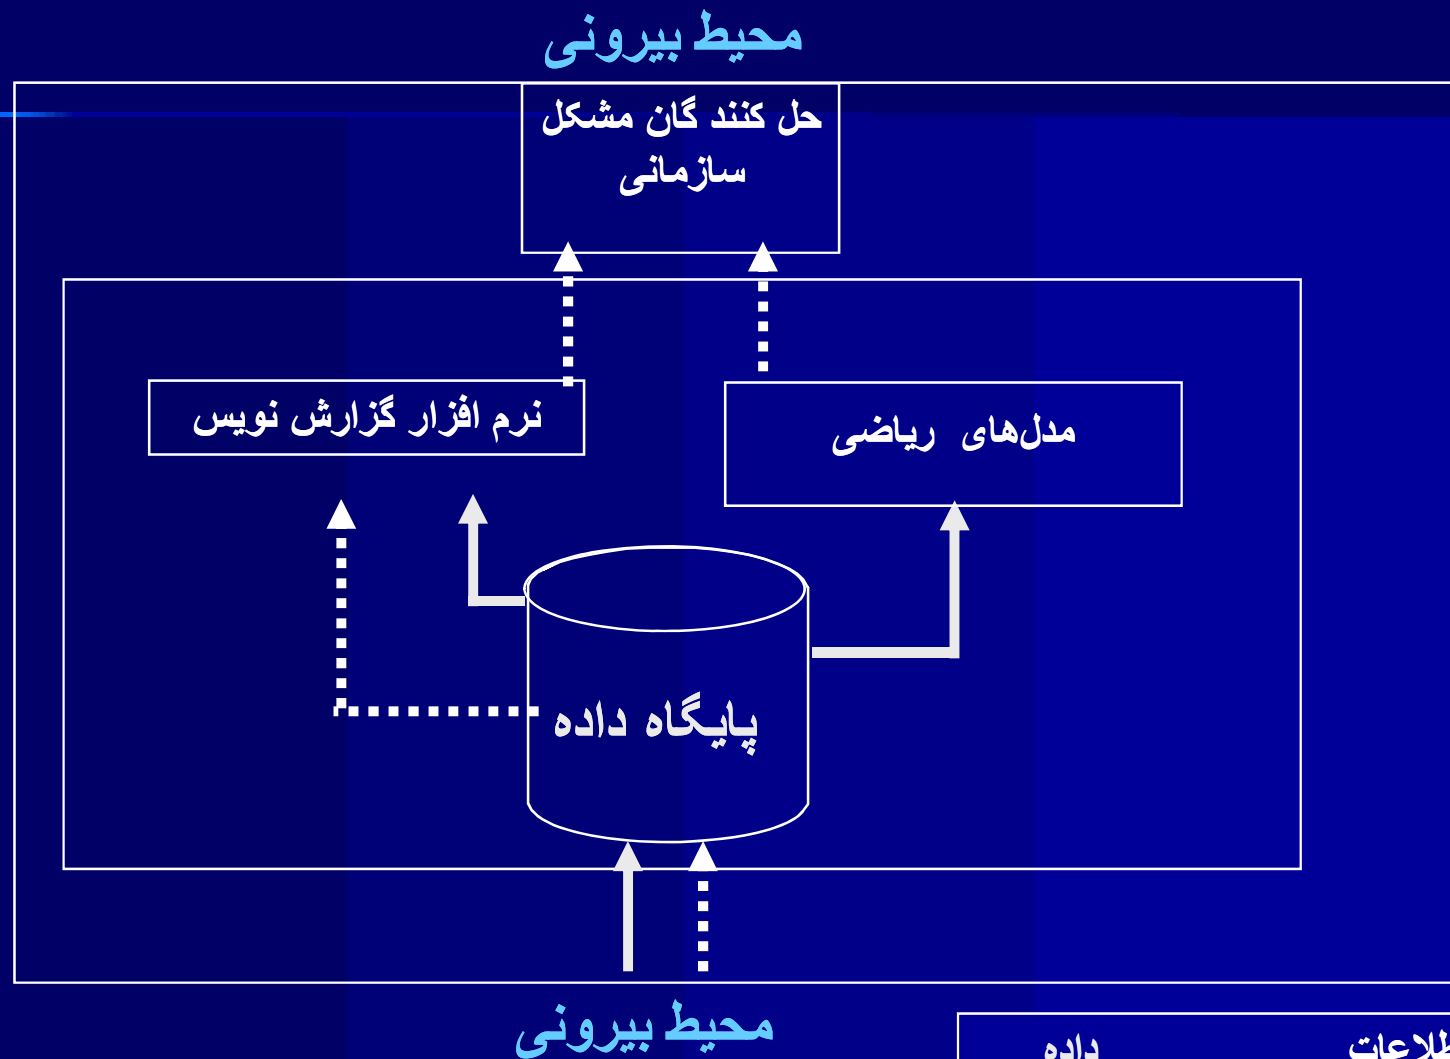 محیط بیرونی
حل کنند گان مشکل
سازمانی
نرم افزار گزارش نویس
مدل‌های ریاضی
پایگاه داده
محیط بیرونی
داده